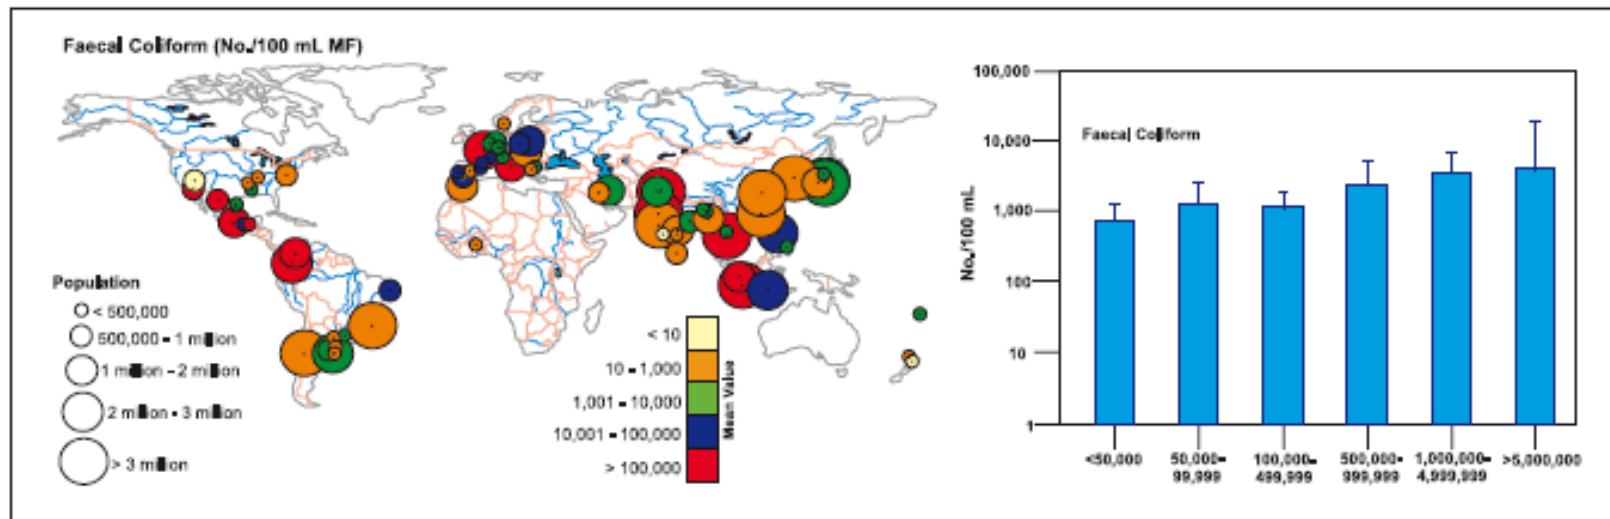 Faecal Coliform (No./100 mL MF)
Population
< 500,000
500,000 - 1 million
1 million - 2 million
2 million - 3 million
> 3 million
< 10
10 - 1,000
1,001 - 10,000
10,001 - 100,000
> 100,000
Mean Value
100,000
10,000
1,000
100
10
1
No./100 mL
Faecal Coliform
<50,000
50,000-
99,999
100,000-
499,999
500,000-
999,999
1,000,000-
4,999,999
>5,000,000